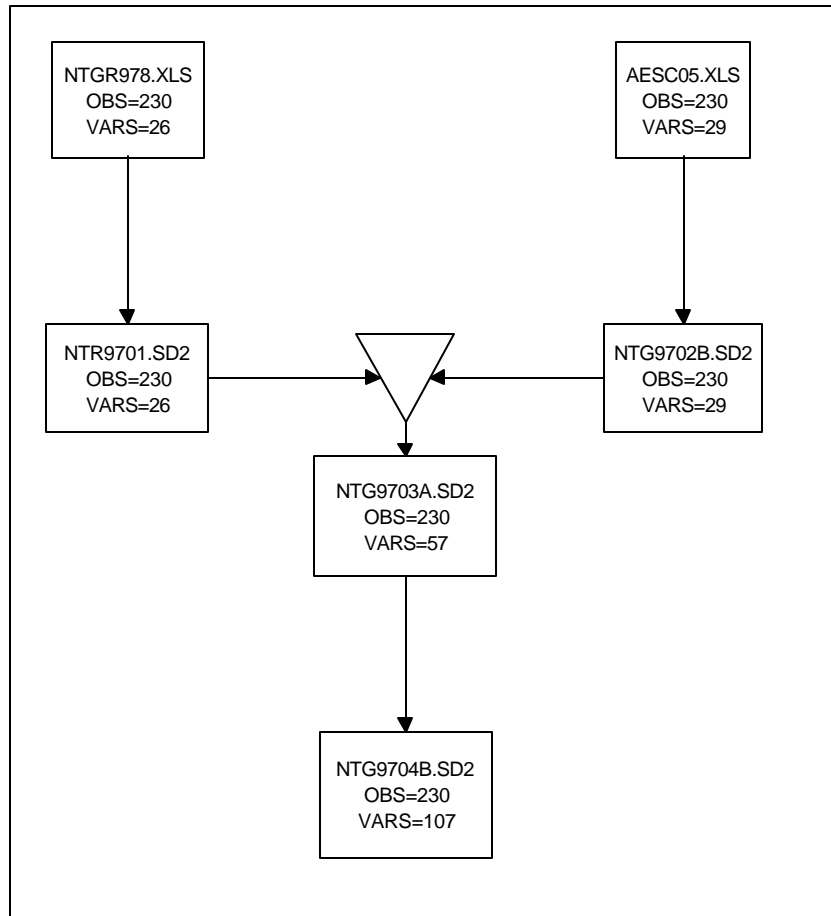 NTGR978.XLS
OBS=230
VARS=26
AESC05.XLS
OBS=230
VARS=29
NTR9701.SD2
OBS=230
VARS=26
NTG9702B.SD2
OBS=230
VARS=29
NTG9703A.SD2
OBS=230
VARS=57
NTG9704B.SD2
OBS=230
VARS=107